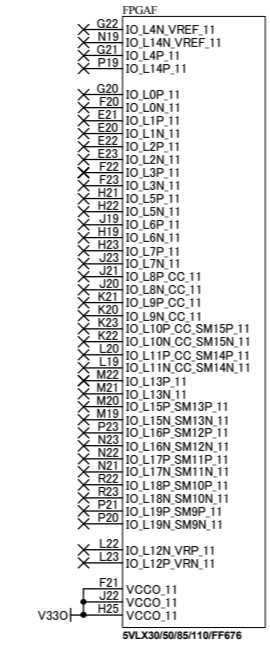 FPGAF
G22 IO_L4N_VREF_11
N19 IO_L14N_VREF_11
G21 IO_L4P_11
P19 IO_L14P_11
G20 IO_L0P_11
F20 IO_L0N_11
E21 IO_L1P_11
E20 IO_L1N_11
E22 IO_L2P_11
E23 IO_L2N_11
F22 IO_L3P_11
F23 IO_L3N_11
H21 IO_L5P_11
H22 IO_L5N_11
J19 IO_L6P_11
H19 IO_L6N_11
H23 IO_L7P_11
J23 IO_L7N_11
J21 IO_L8P_CC_11
J20 IO_L8N_CC_11
K21 IO_L9P_CC_11
K20 IO_L9N_CC_11
K23 IO_L10P_CC_SM15P_11
K22 IO_L10N_CC_SM15N_11
L20 IO_L11P_CC_SM14P_11
L19 IO_L11N_CC_SM14N_11
M22 IO_L13P_11
M21 IO_L13N_11
M20 IO_L15P_SM13P_11
M19 IO_L15N_SM13N_11
P23 IO_L16P_SM12P_11
N23 IO_L16N_SM12N_11
N22 IO_L17P_SM11P_11
N21 IO_L17N_SM11N_11
R22 IO_L18P_SM10P_11
R23 IO_L18N_SM10N_11
P21 IO_L19P_SM9P_11
P20 IO_L19N_SM9N_11
L22 IO_L12N_VRP_11
L23 IO_L12P_VRN_11
F21 VCCO_11
J22 VCCO_11
V33O H25 VCCO_11
5VLX30/50/85/110/FF676